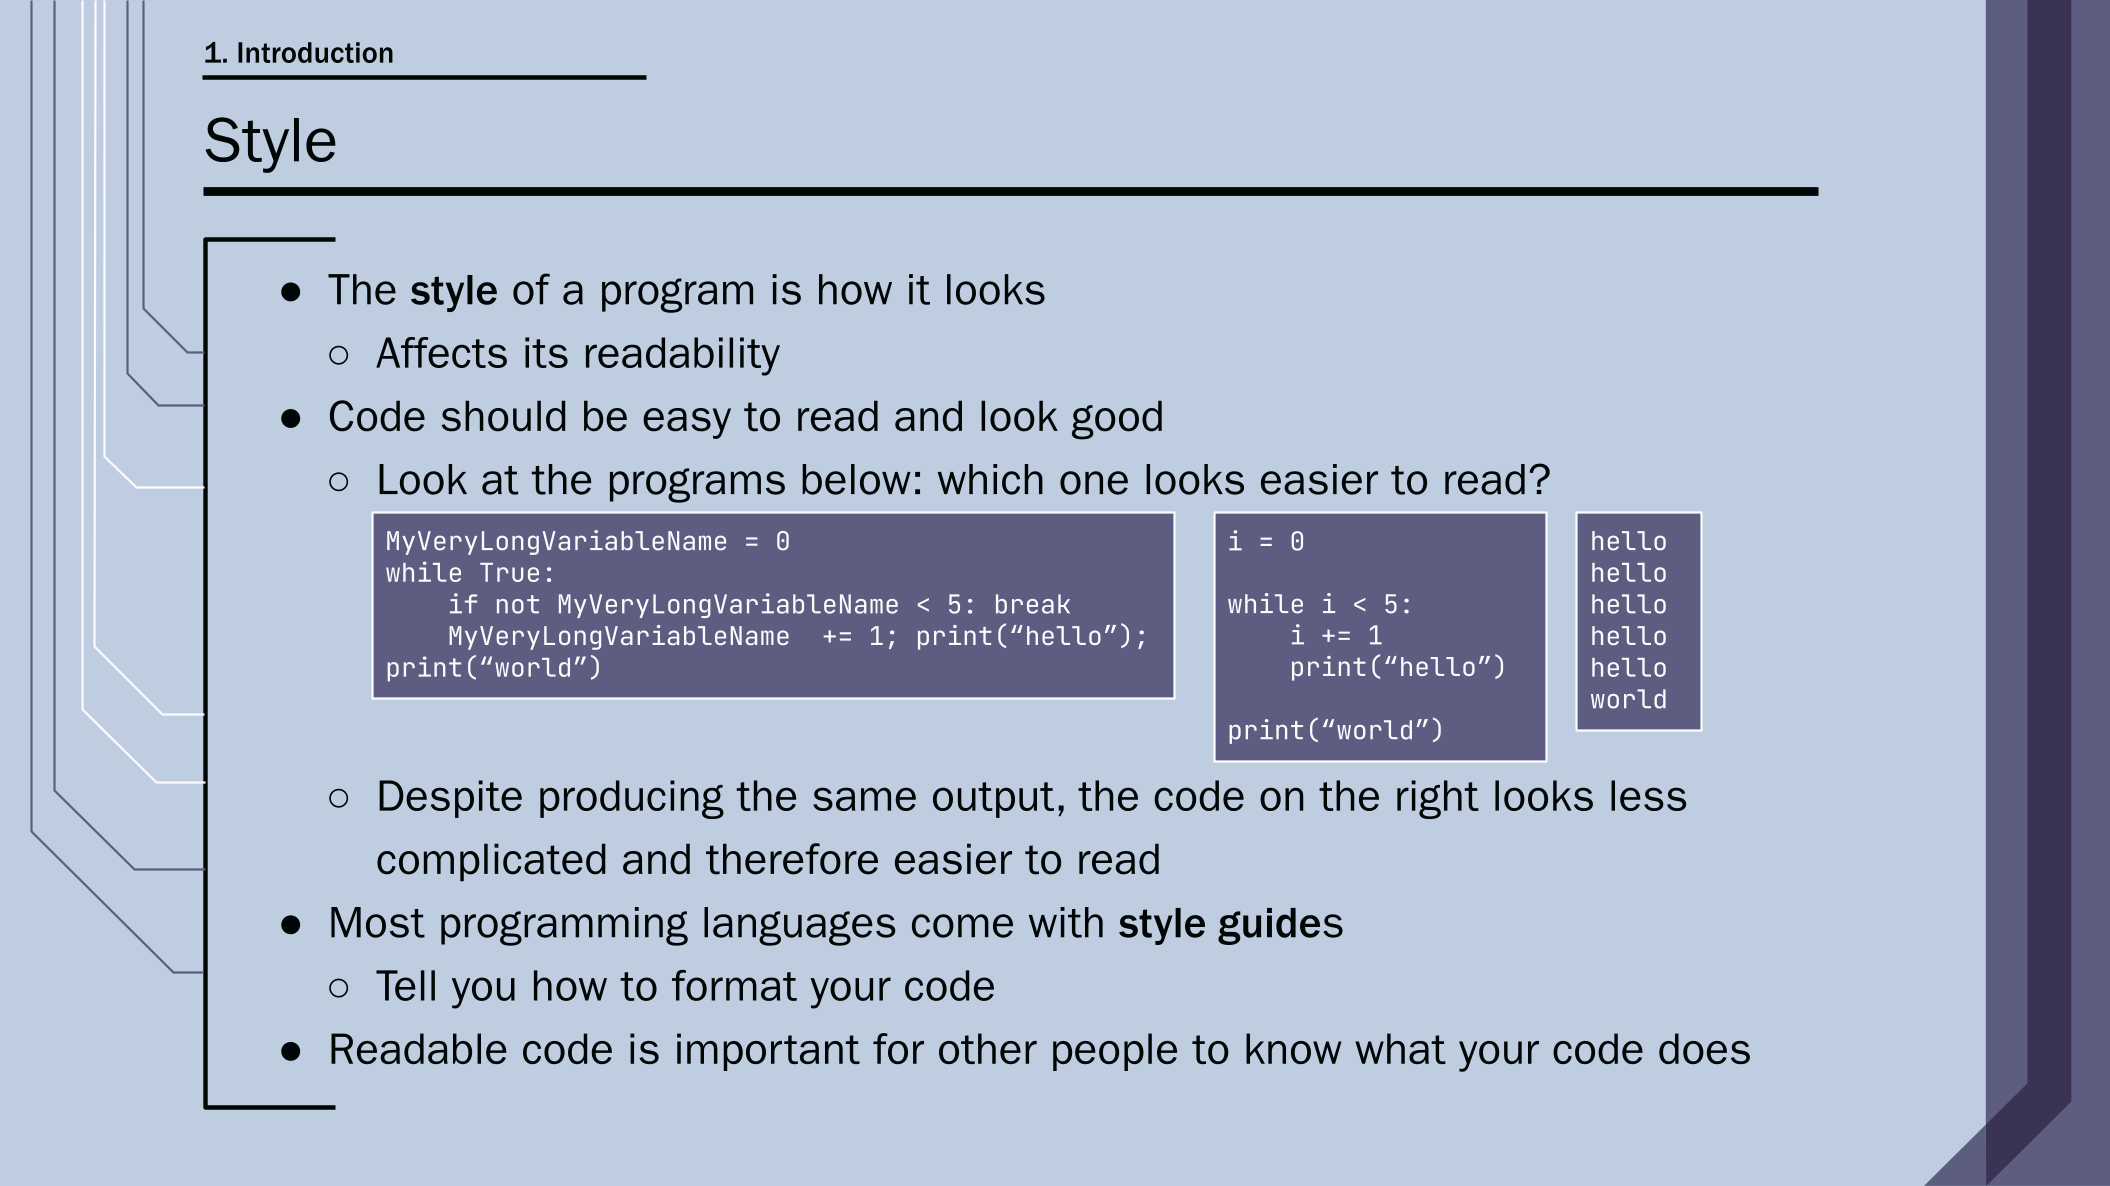 1. Introduction
Style
● The style of a program is how it looks
○ Affects its readability
● Code should be easy to read and look good
○ Look at the programs below: which one looks easier to read?
MyVeryLongVariableName = 0
while True:
    if not MyVeryLongVariableName < 5: break
    MyVeryLongVariableName  += 1; print(“hello”);
print(“world”)
i = 0

while i < 5:
    i += 1
    print(“hello”)

print(“world”)
hello
hello
hello
hello
hello
world
○ Despite producing the same output, the code on the right looks less
complicated and therefore easier to read
● Most programming languages come with style guides
○ Tell you how to format your code
● Readable code is important for other people to know what your code does